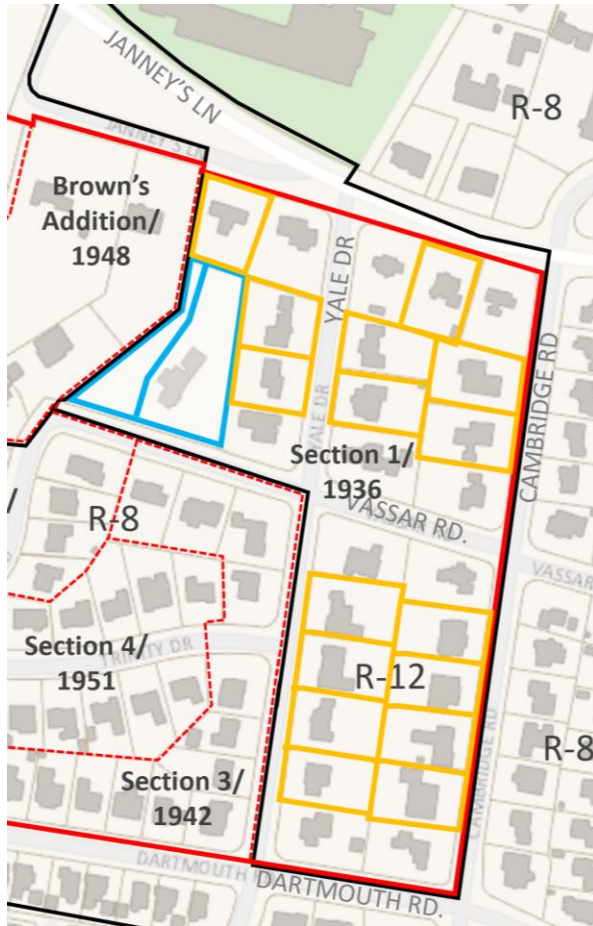 JANNEY'S LN
JANNEY'S LN
R-8
Brown's
Addition/
1948
YALE DR
YALE DR
CAMBRIDGE RD
Section 1/
1936
VASSAR RD.
VASSAR
/
R-8
Section 4/
1951
TRINITY DR
R-12
R-8
CAMBRIDGE RD
Section 3/
1942
DARTMOUTH R
DARTMOUTH RD.